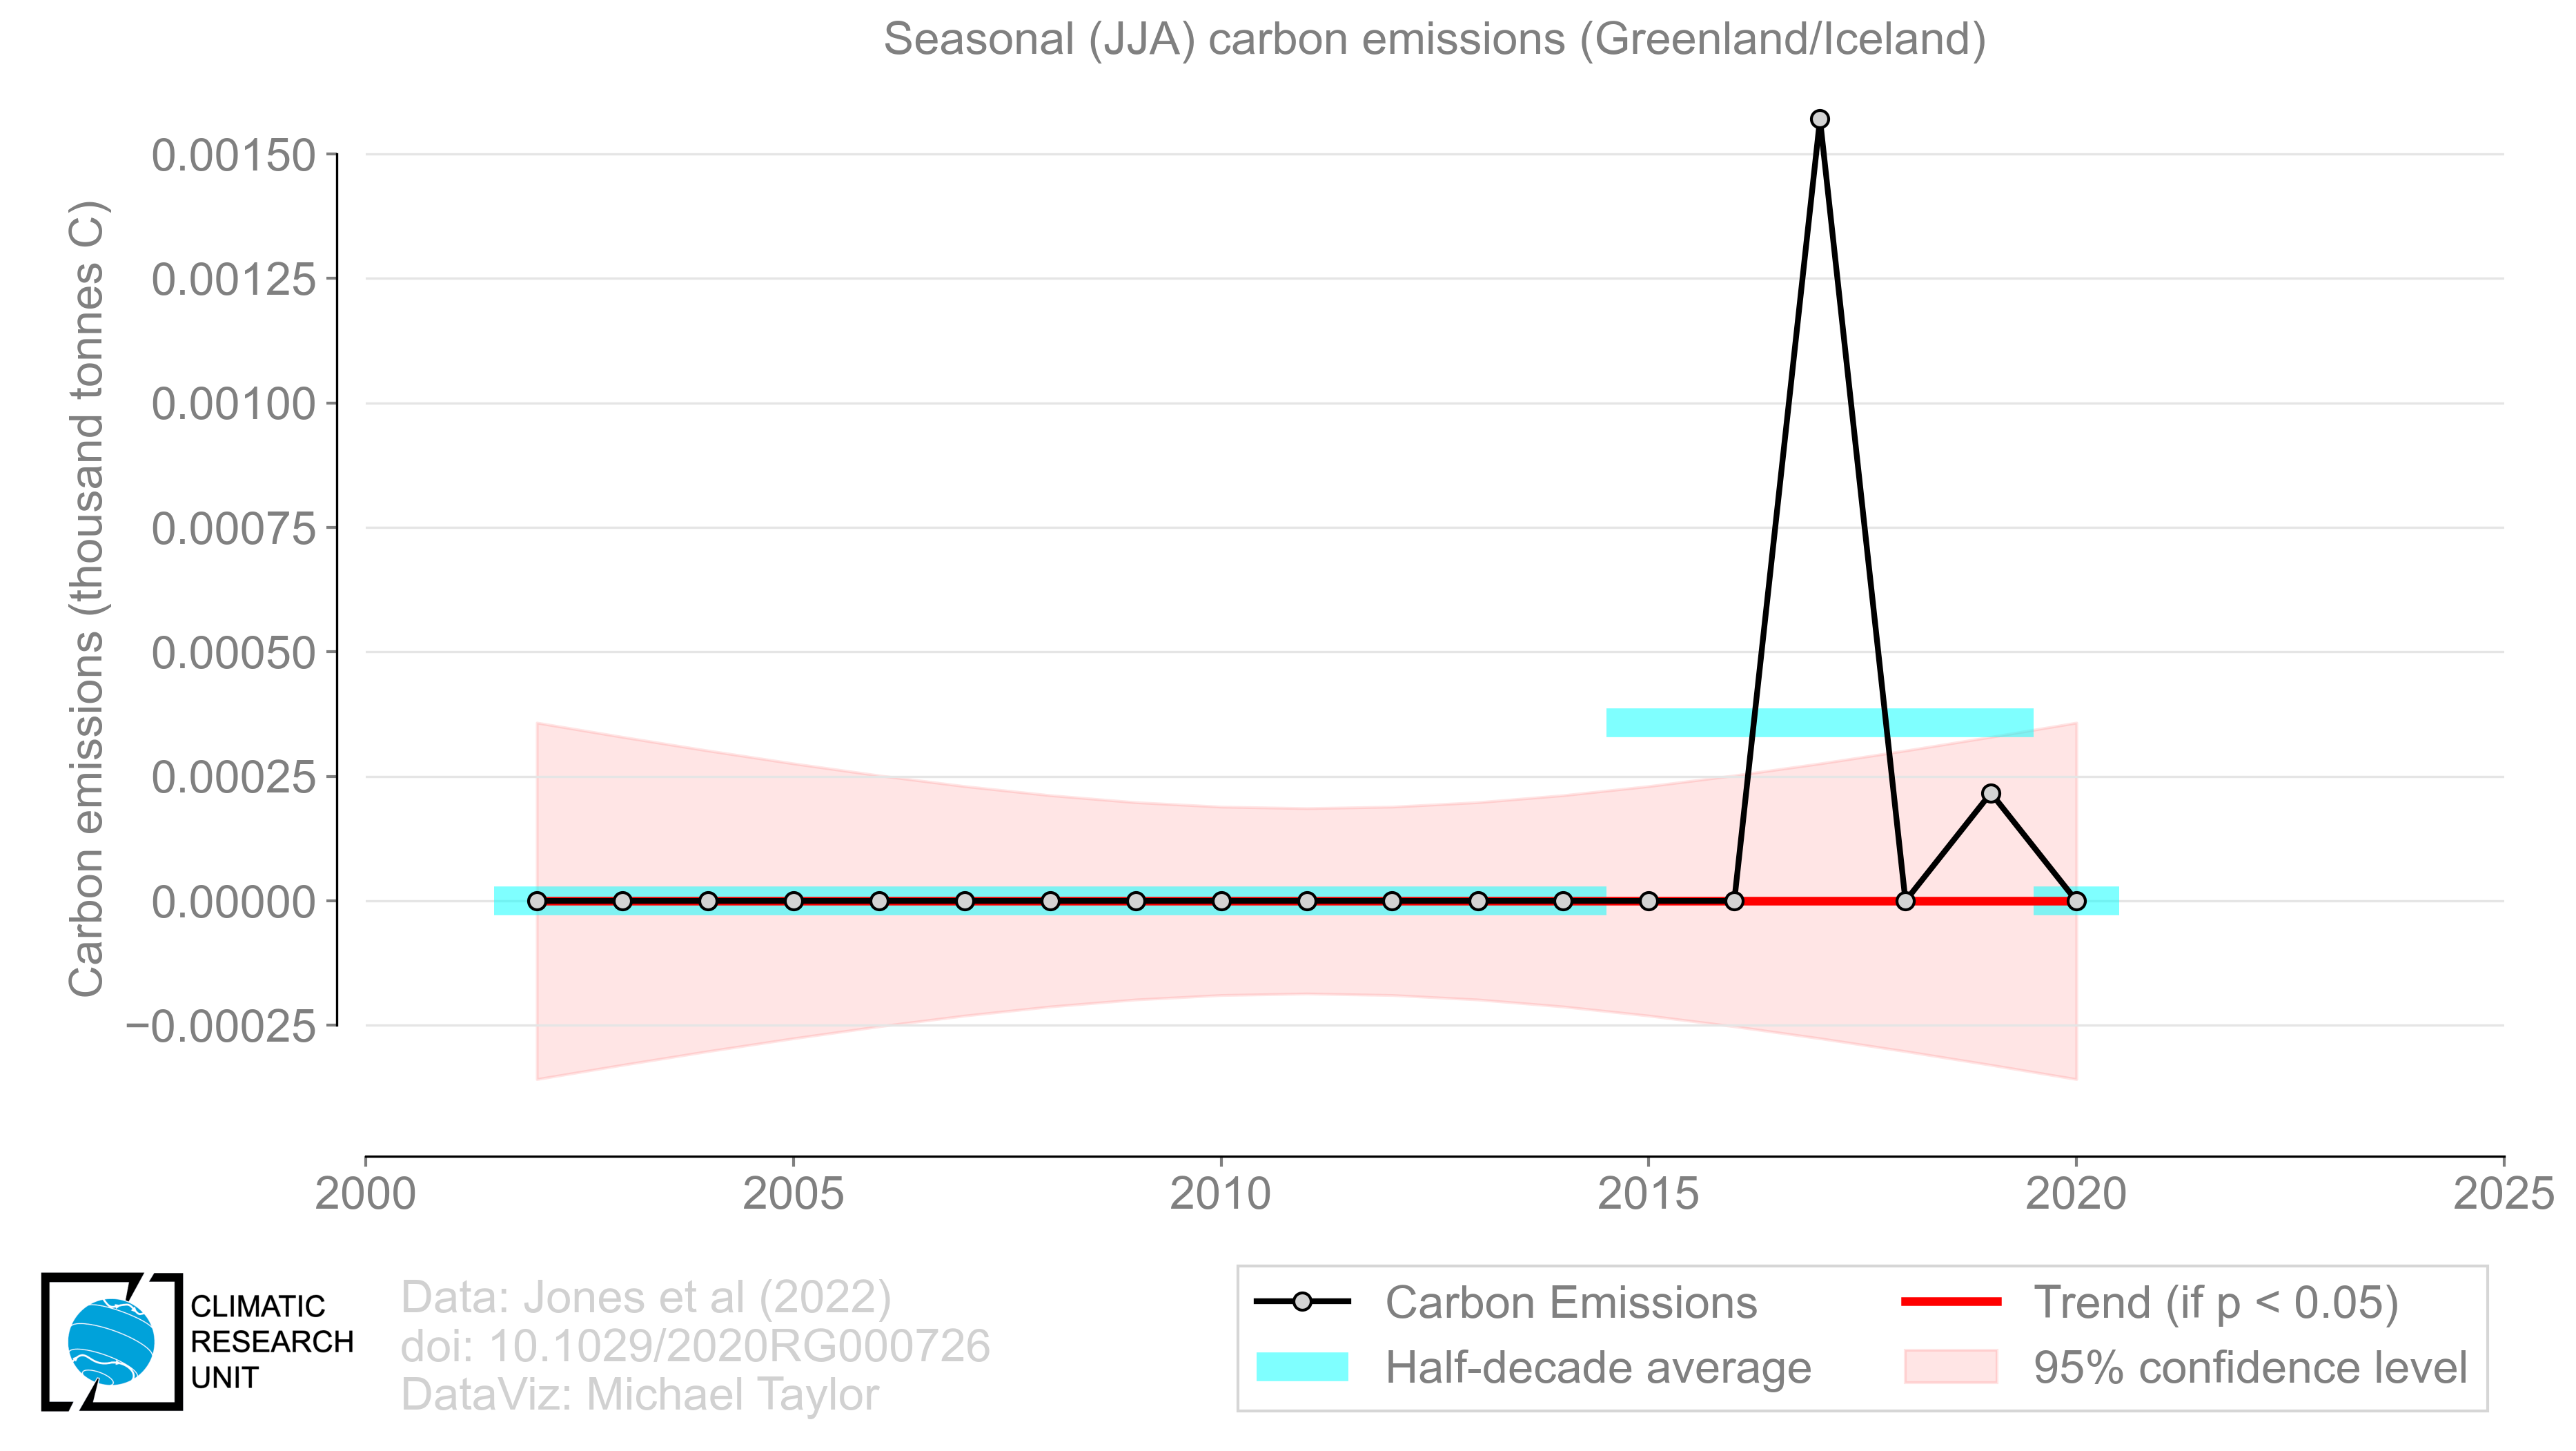 Seasonal (JJA) carbon emissions (Greenland/Iceland)
Carbon emissions (thousand tonnes C)
0.00150
0.00125
0.00100
0.00075
0.00050
0.00025
0.00000
−0.00025
2000
2005
2010
2015
2020
2025
CLIMATIC
RESEARCH
UNIT
Data: Jones et al (2022)
doi: 10.1029/2020RG000726
DataViz: Michael Taylor
Carbon Emissions
Half-decade average
Trend (if p < 0.05)
95% confidence level